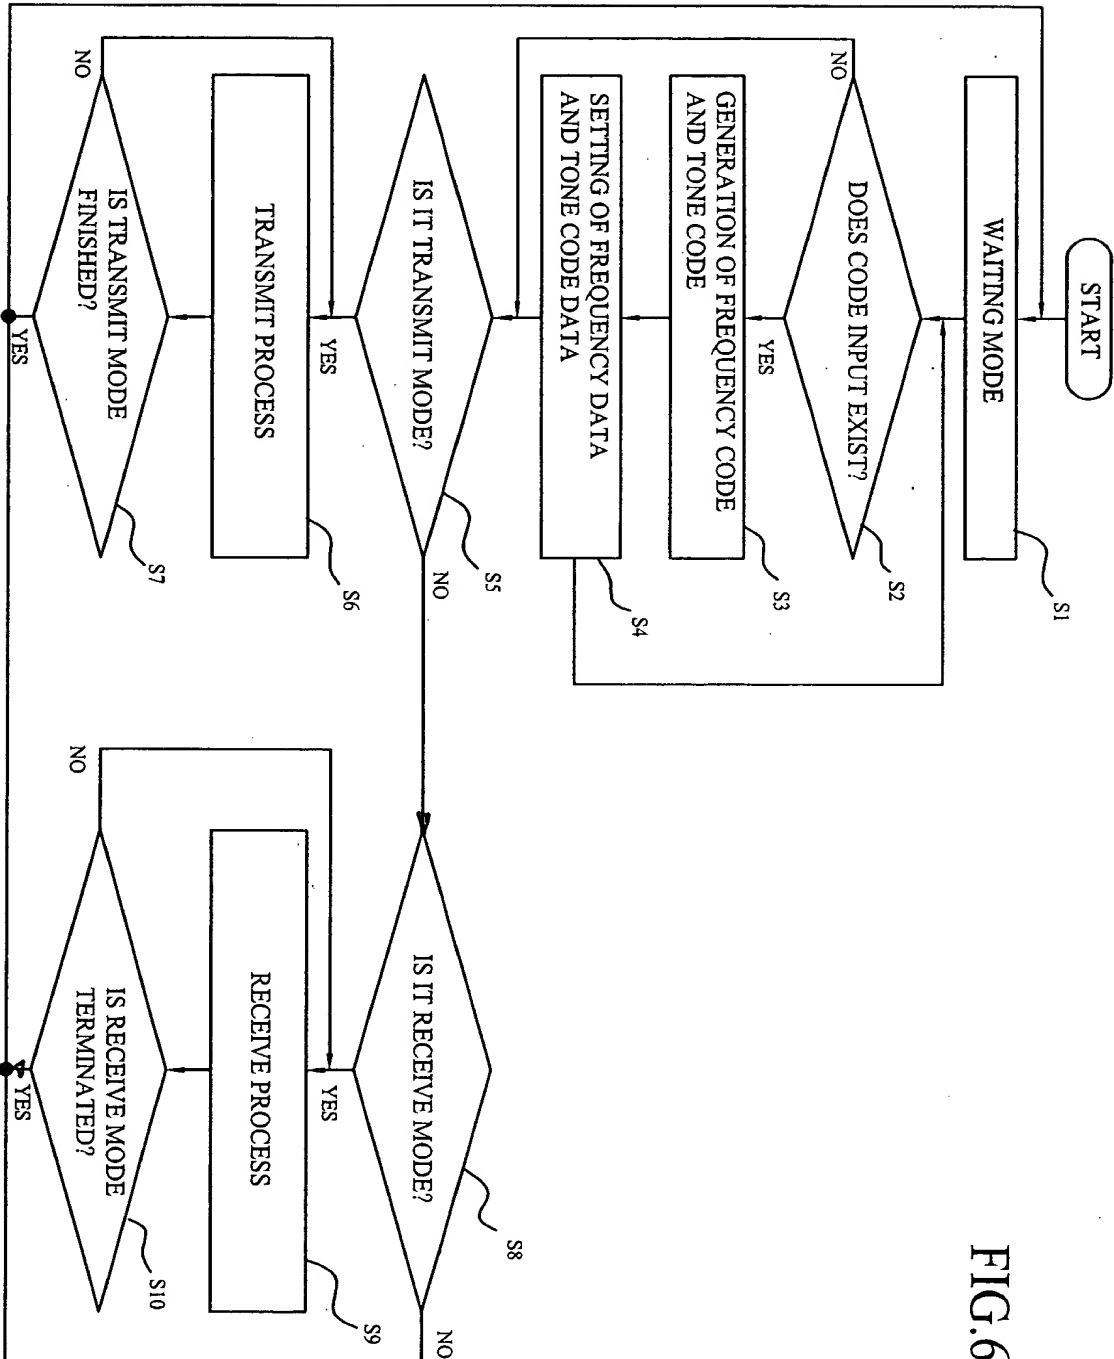 FIG.6
START
WAITING MODE
S1
DOES CODE INPUT EXIST?
S2
NO
YES
GENERATION OF FREQUENCY CODE
AND TONE CODE
S3
SETTING OF FREQUENCY DATA
AND TONE CODE DATA
S4
IS IT TRANSMIT MODE?
S5
NO
YES
TRANSMIT PROCESS
S6
IS TRANSMIT MODE
FINISHED?
S7
NO
YES
IS IT RECEIVE MODE?
S8
NO
YES
RECEIVE PROCESS
S9
IS RECEIVE MODE
TERMINATED?
S10
NO
YES